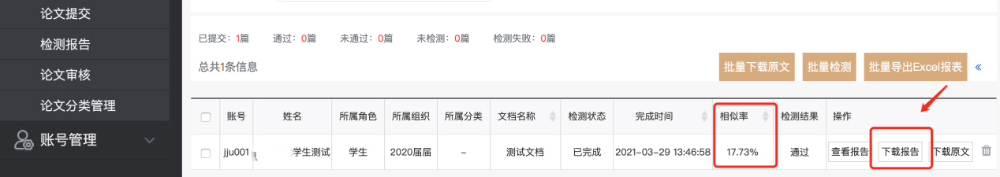 论文提交
检测报告
论文审核
论文分类管理
账号管理
已提交：1篇 通过：0篇 未通过：0篇 未检测：0篇 检测失败：0篇
总共1条信息
批量下载原文 批量检测 批量导出Excel报表 «
账号 姓名 所属角色 所属组织 所属分类 文档名称 检测状态 完成时间 相似率 检测结果 操作
jju001 学生测试 学生 2020届届 – 测试文档 已完成 2021-03-29 13:46:58 17.73% 通过 查看报告 下载报告 下载原文